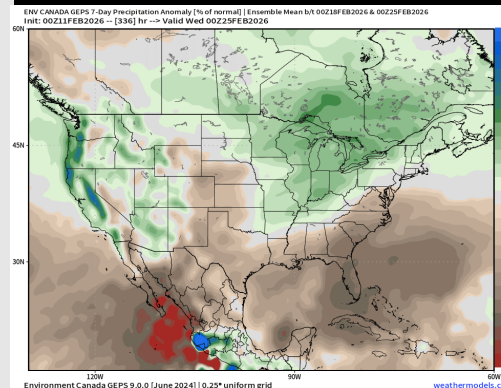 ENV CANADA GEPS 7-Day Precipitation Anomaly [% of normal] | Ensemble Mean b/t 00Z18FEB2026 & 00Z25FEB2026
Init: 00Z11FEB2026 -- [336] hr --> Valid Wed 00Z25FEB2026
60N
45N
30N
120W 90W 60W
Environment Canada GEPS 9.0.0 [June 2024] | 0.25° uniform grid
weathermodels.c